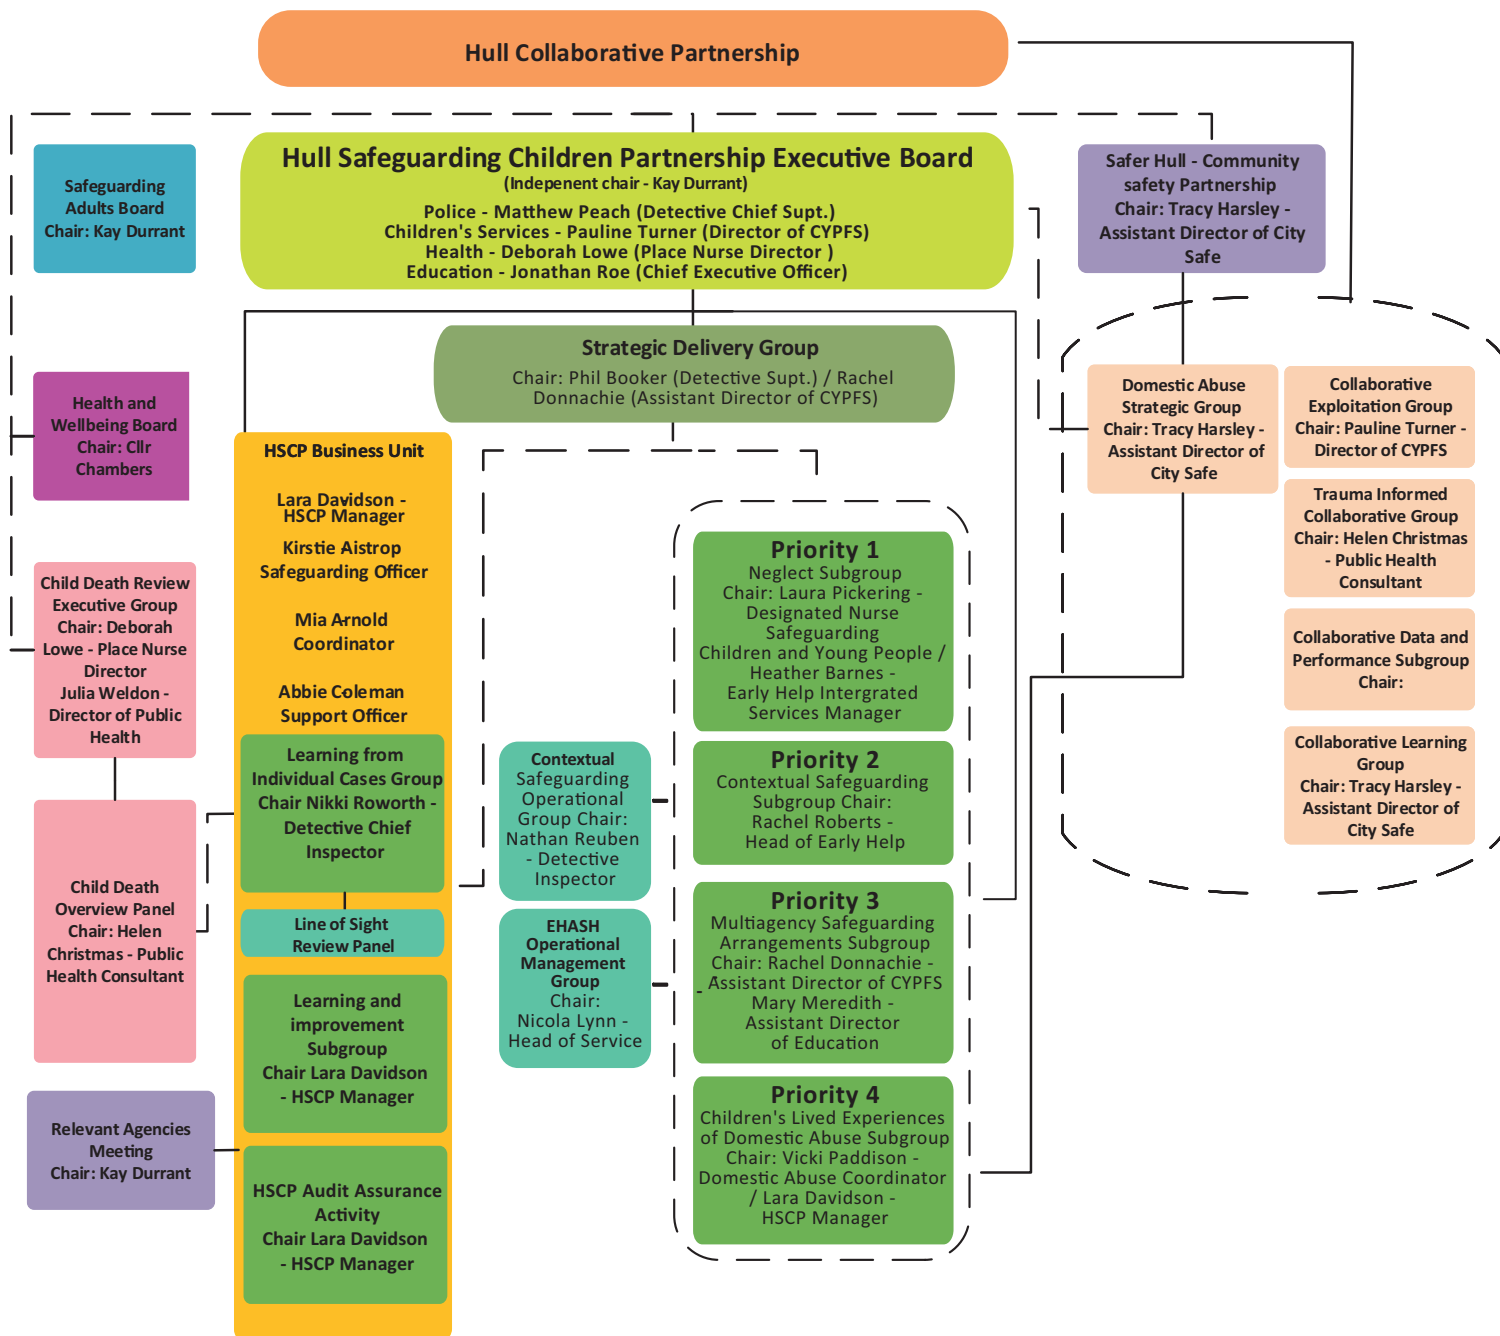 Hull Collaborative Partnership
Hull Safeguarding Children Partnership Executive Board
(Indepenent chair - Kay Durrant)
Police - Matthew Peach (Detective Chief Supt.)
Children's Services - Pauline Turner (Director of CYPFS)
Health - Deborah Lowe (Place Nurse Director )
Education - Jonathan Roe (Chief Executive Officer)
Safeguarding
Adults Board
Chair: Kay Durrant
Safer Hull - Community
safety Partnership
Chair: Tracy Harsley -
Assistant Director of City
Safe
Strategic Delivery Group
Chair: Phil Booker (Detective Supt.) / Rachel
Donnachie (Assistant Director of CYPFS)
Health and
Wellbeing Board
Chair: Cllr
Chambers
Child Death Review
Executive Group
Chair: Deborah
Lowe - Place Nurse
Director
Julia Weldon -
Director of Public
Health
Child Death
Overview Panel
Chair: Helen
Christmas - Public
Health Consultant
Relevant Agencies
Meeting
Chair: Kay Durrant
HSCP Business Unit
Lara Davidson -
HSCP Manager
Kirstie Aistrop -
Safeguarding Officer
Mia Arnold -
Coordinator
Abbie Coleman -
Support Officer
Learning from
Individual Cases Group
Chair Nikki Roworth -
Detective Chief
Inspector
Line of Sight
Review Panel
Learning and
improvement
Subgroup
Chair Lara Davidson
- HSCP Manager
HSCP Audit Assurance
Activity
Chair Lara Davidson
- HSCP Manager
Contextual
Safeguarding
Operational
Group Chair:
Nathan Reuben
- Detective
Inspector
EHASH
Operational
Management
Group
Chair:
Nicola Lynn -
Head of Service
Priority 1
Neglect Subgroup
Chair: Laura Pickering -
Designated Nurse
Safeguarding
Children and Young People /
Heather Barnes -
Early Help Intergrated
Services Manager
Priority 2
Contextual Safeguarding
Subgroup Chair:
Rachel Roberts -
Head of Early Help
Priority 3
Multiagency Safeguarding
Arrangements Subgroup
Chair: Rachel Donnachie -
- Assistant Director of CYPFS
Mary Meredith -
Assistant Director
of Education
Priority 4
Children's Lived Experiences
of Domestic Abuse Subgroup
Chair: Vicki Paddison -
Domestic Abuse Coordinator
/ Lara Davidson -
HSCP Manager
Domestic Abuse
Strategic Group
Chair: Tracy Harsley -
Assistant Director of
City Safe
Collaborative
Exploitation Group
Chair: Pauline Turner -
Director of CYPFS
Trauma Informed
Collaborative Group
Chair: Helen Christmas
- Public Health
Consultant
Collaborative Data and
Performance Subgroup
Chair:
Collaborative Learning
Group
Chair: Tracy Harsley -
Assistant Director of
City Safe